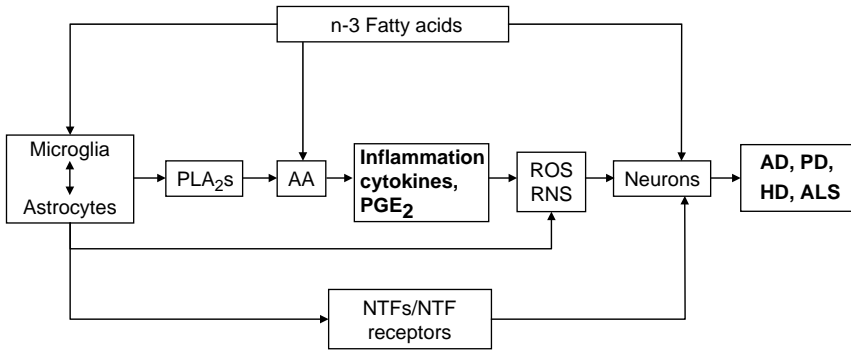 n-3 Fatty acids
Microglia
Astrocytes
PLA₂s
AA
Inflammation
cytokines,
PGE₂
ROS
RNS
Neurons
AD, PD,
HD, ALS
NTFs/NTF
receptors